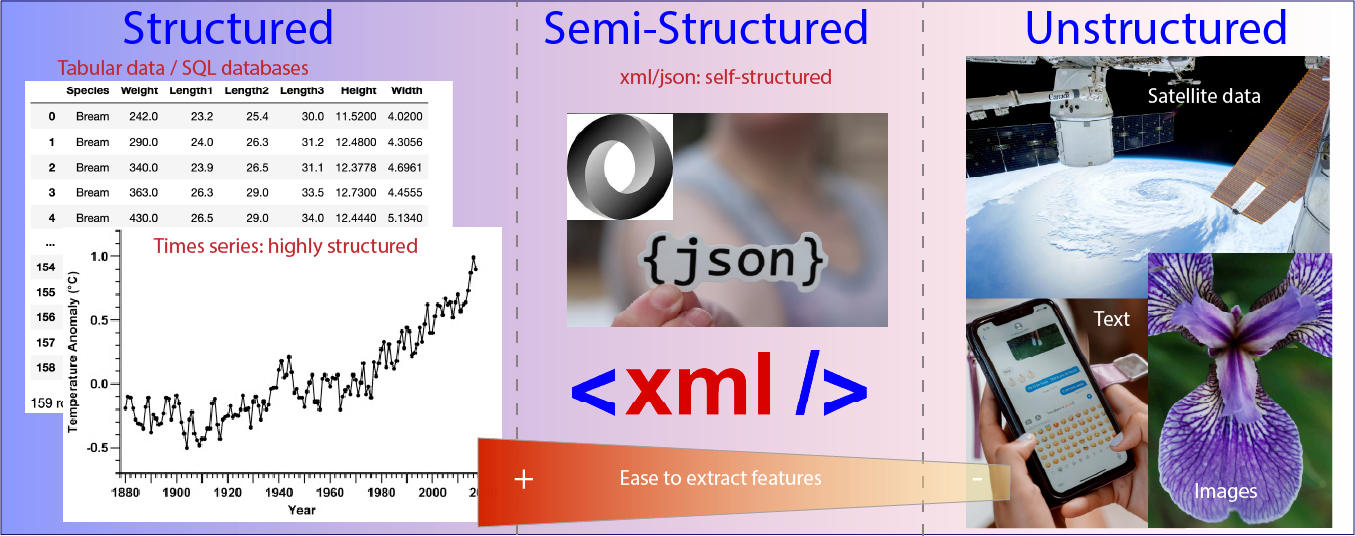 Structured
Tabular data / SQL databases
Species Weight Length1 Length2 Length3 Height Width
0 Bream 242.0 23.2 25.4 30.0 11.5200 4.0200
1 Bream 290.0 24.0 26.3 31.2 12.4800 4.3056
2 Bream 340.0 23.9 26.5 31.1 12.3778 4.6961
3 Bream 363.0 26.3 29.0 33.5 12.7300 4.4555
4 Bream 430.0 26.5 29.0 34.0 12.4440 5.1340
...
154
155
156
157
158
159 r
Times series: highly structured
Temperature Anomaly (°C)
1.0
0.5
0.0
-0.5
1880 1900 1920 1940 1960 1980 2000
Year
Semi-Structured
xml/json: self-structured
{json}
<xml />
+ Ease to extract features -
Unstructured
Canada
Satellite data
Text
Images